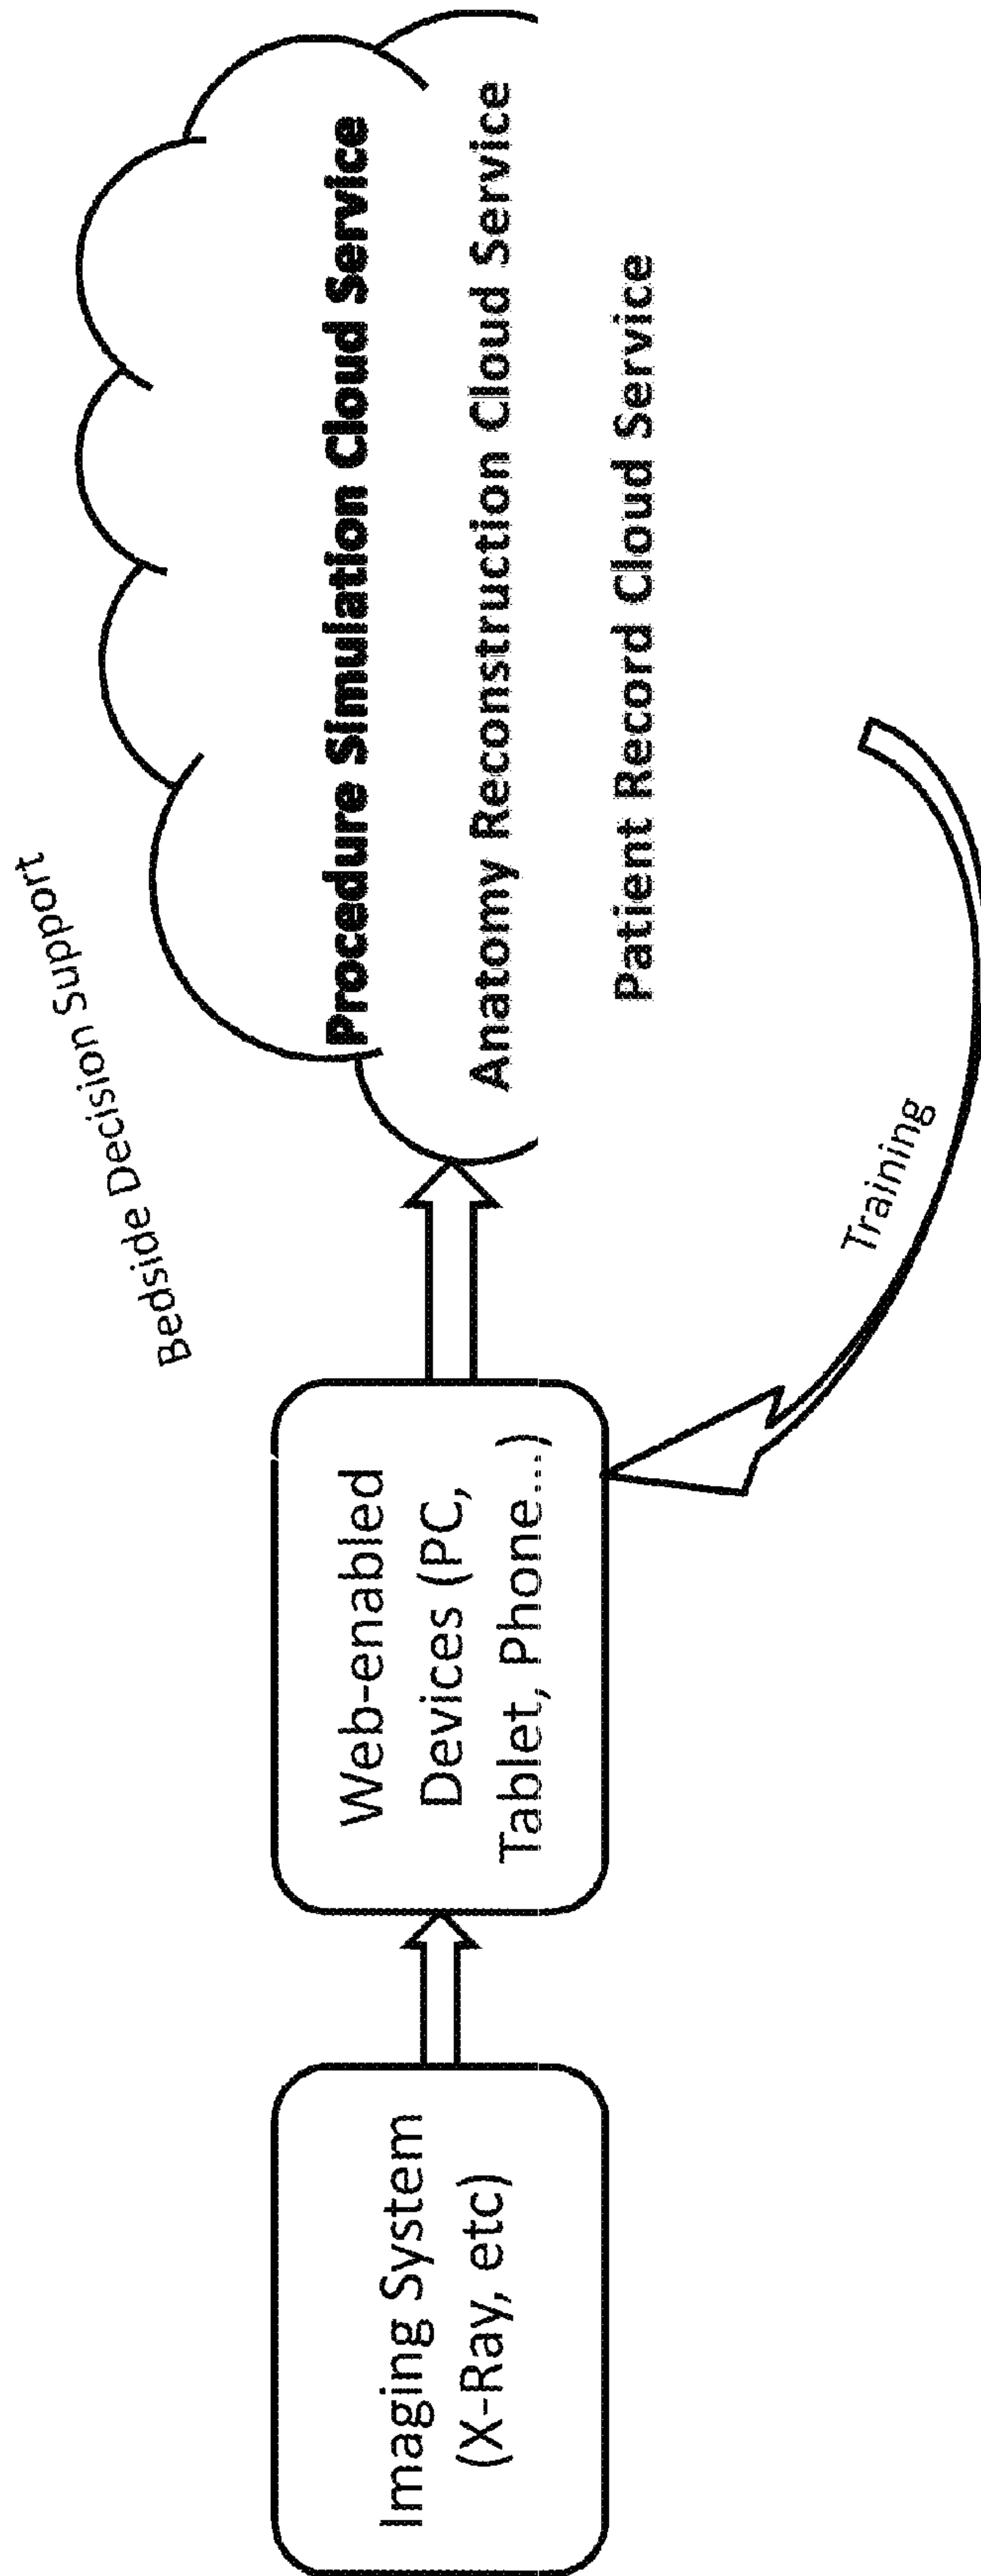 Bedside Decision Support
Imaging System
(X-Ray, etc)
Web-enabled
Devices (PC,
Tablet, Phone...)
Procedure Simulation Cloud Service
Anatomy Reconstruction Cloud Service
Patient Record Cloud Service
Training